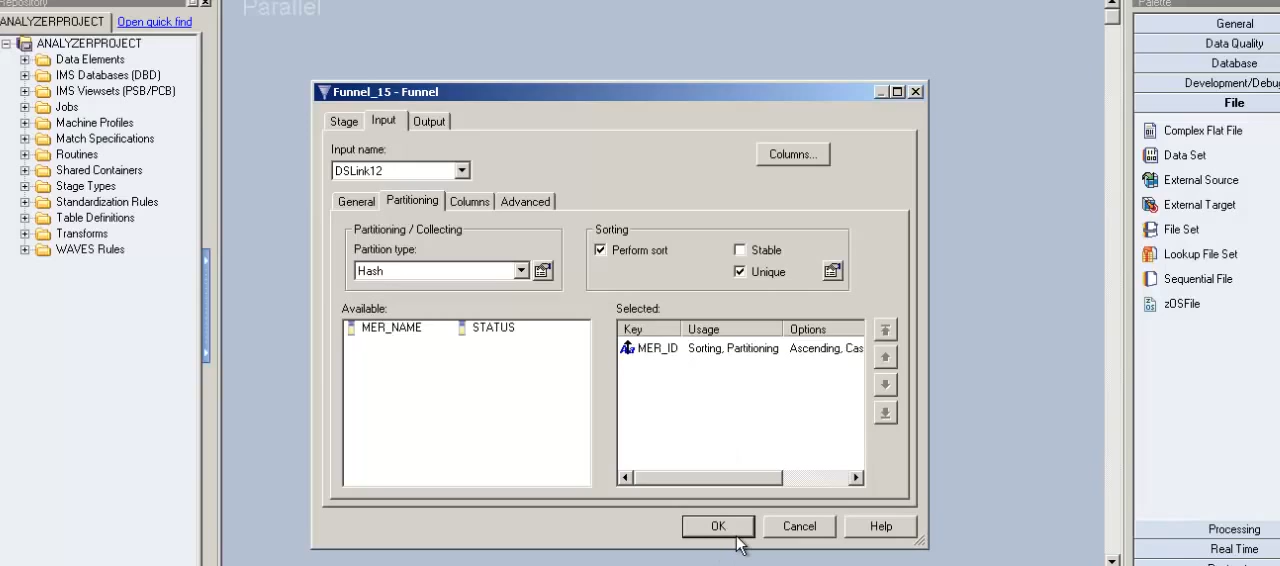 Repository
ANALYZERPROJECT
Open quick find
ANALYZERPROJECT
Data Elements
IMS Databases (DBD)
IMS Viewsets (PSB/PCB)
Jobs
Machine Profiles
Match Specifications
Routines
Shared Containers
Stage Types
Standardization Rules
Table Definitions
Transforms
WAVES Rules
Parallel
Funnel_15 - Funnel
Stage Input Output
Input name:
DSLink12
Columns...
General Partitioning Columns Advanced
Partitioning / Collecting
Partition type:
Hash
Sorting
Perform sort
Stable
Unique
Available:
MER_NAME STATUS
Selected:
Key Usage Options
MER_ID Sorting, Partitioning Ascending, Cas
OK Cancel Help
Palette
General
Data Quality
Database
Development/Debug
File
Complex Flat File
Data Set
External Source
External Target
File Set
Lookup File Set
Sequential File
zOSFile
Processing
Real Time